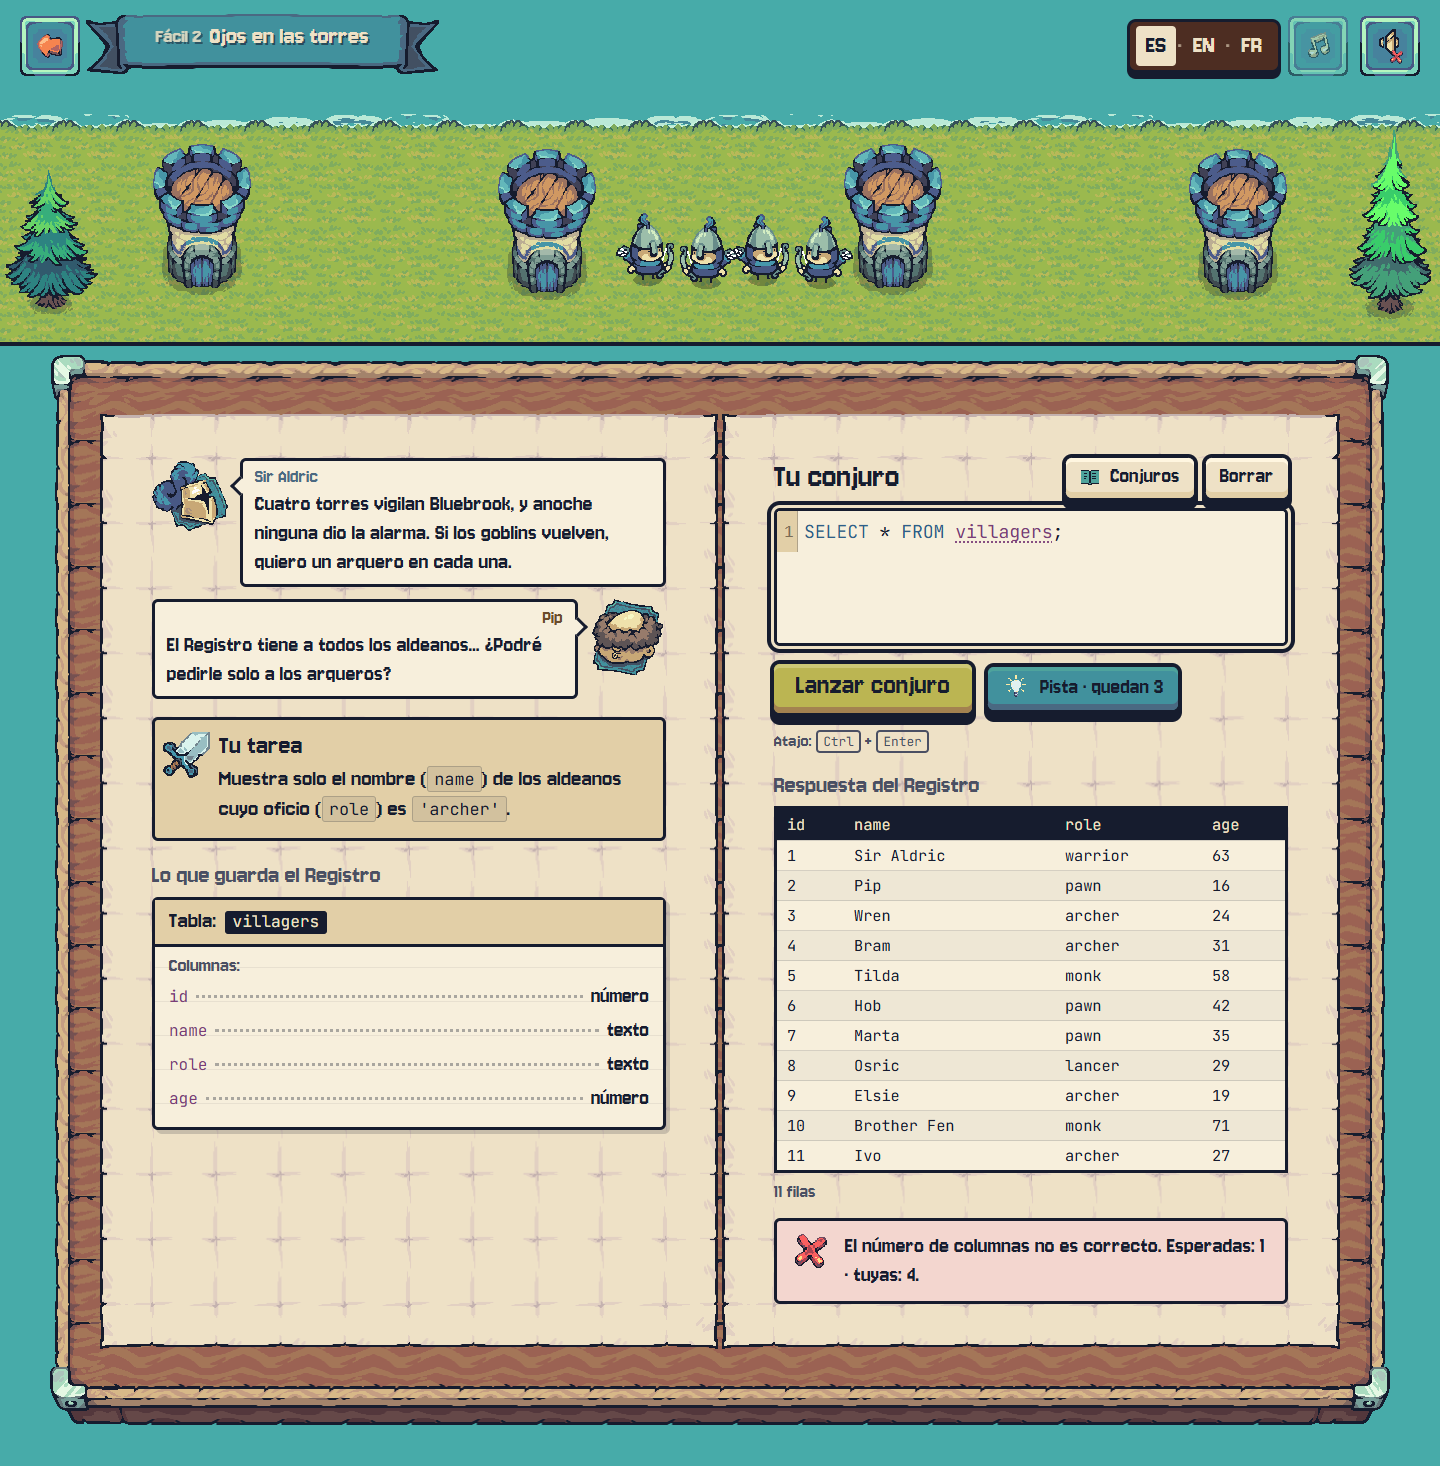 Fácil 2 Ojos en las torres
ES · EN · FR
Sir Aldric
Cuatro torres vigilan Bluebrook, y anoche
ninguna dio la alarma. Si los goblins vuelven,
quiero un arquero en cada una.
Pip
El Registro tiene a todos los aldeanos... ¿Podré
pedirle solo a los arqueros?
Tu tarea
Muestra solo el nombre ( name ) de los aldeanos
cuyo oficio ( role ) es 'archer' .
Lo que guarda el Registro
Tabla: villagers
Columnas:
id número
name texto
role texto
age número
Tu conjuro
Conjuros
Borrar
1 SELECT * FROM villagers;
Lanzar conjuro
Pista · quedan 3
Atajo: Ctrl + Enter
Respuesta del Registro
id name role age
1 Sir Aldric warrior 63
2 Pip pawn 16
3 Wren archer 24
4 Bram archer 31
5 Tilda monk 58
6 Hob pawn 42
7 Marta pawn 35
8 Osric lancer 29
9 Elsie archer 19
10 Brother Fen monk 71
11 Ivo archer 27
11 filas
El número de columnas no es correcto. Esperadas: 1
· tuyas: 4.